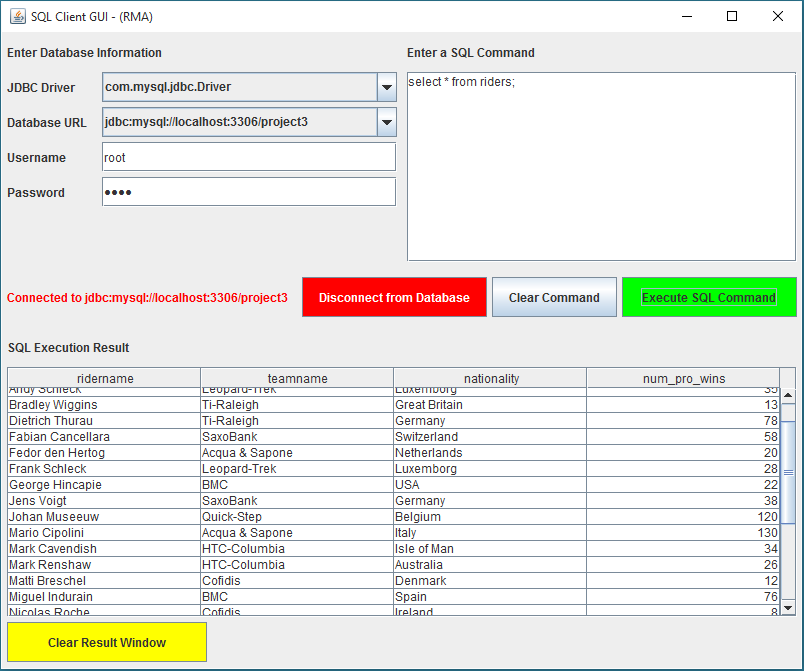 SQL Client GUI - (RMA)
Enter Database Information
Enter a SQL Command
JDBC Driver
com.mysql.jdbc.Driver
select * from riders;
Database URL
jdbc:mysql://localhost:3306/project3
Username
root
Password
••••
Connected to jdbc:mysql://localhost:3306/project3
Disconnect from Database
Clear Command
Execute SQL Command
SQL Execution Result
ridername teamname nationality num_pro_wins
Andy Schleck Leopard-Trek Luxemborg 35
Bradley Wiggins Ti-Raleigh Great Britain 13
Dietrich Thurau Ti-Raleigh Germany 78
Fabian Cancellara SaxoBank Switzerland 58
Fedor den Hertog Acqua & Sapone Netherlands 20
Frank Schleck Leopard-Trek Luxemborg 28
George Hincapie BMC USA 22
Jens Voigt SaxoBank Germany 38
Johan Museeuw Quick-Step Belgium 120
Mario Cipolini Acqua & Sapone Italy 130
Mark Cavendish HTC-Columbia Isle of Man 34
Mark Renshaw HTC-Columbia Australia 26
Matti Breschel Cofidis Denmark 12
Miguel Indurain BMC Spain 76
Nicolas Roche Cofidis Ireland 8
Clear Result Window